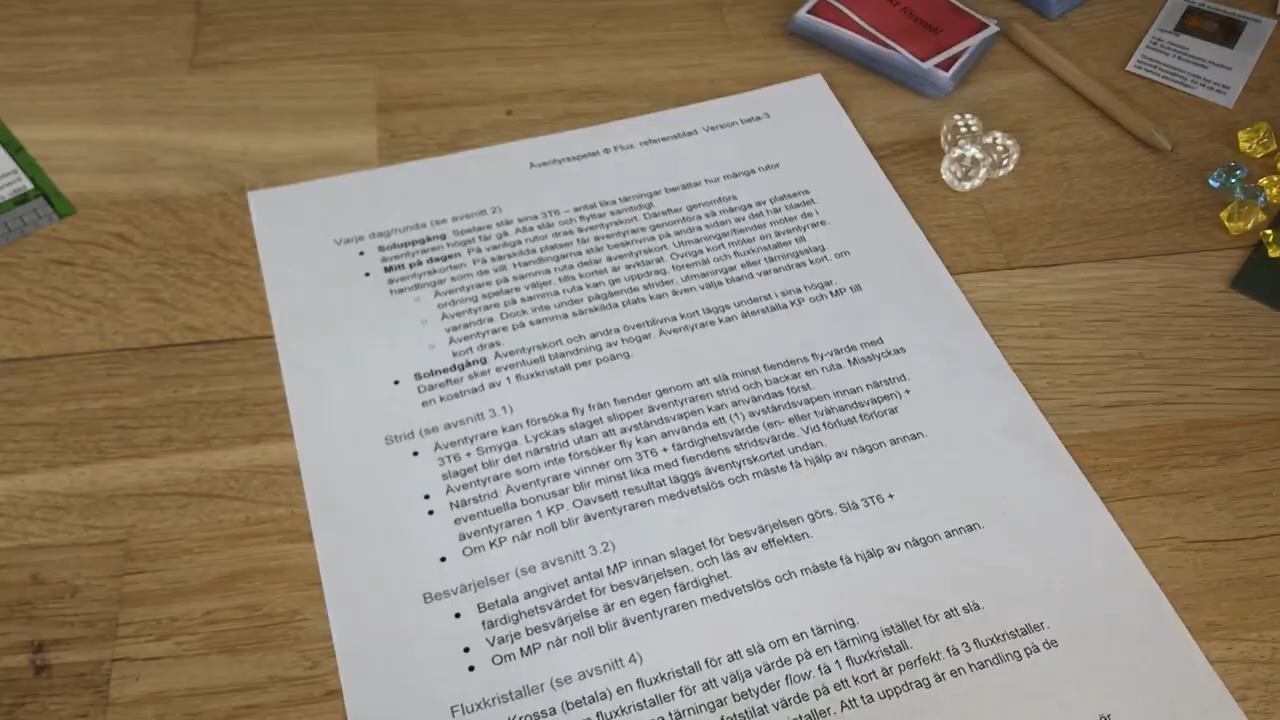 Äventyrsspelet Φ Flux: referensblad. Version beta-3
Varje dag/runda (se avsnitt 2)
Soluppgång. Spelare slår sina 3T6 – antal lika tärningar berättar hur många rutor
äventyraren högst får gå. Alla slår och flyttar samtidigt.
Mitt på dagen. På vanliga rutor dras äventyrskort. Därefter genomförs
äventyrskorten. På särskilda platser får äventyrare genomföra så många av platsens
handlingar som de vill. Handlingarna står beskrivna på andra sidan av det här bladet.
Äventyrare på samma ruta delar äventyrskort. Utmaningar/fiender möter de i
ordning spelare väljer, tills kortet är avklarat. Övriga kort möter en äventyrare.
Äventyrare på samma ruta kan ge uppdrag, föremål och fluxkristaller till
varandra. Dock inte under pågående strider, utmaningar eller tärningsslag.
Äventyrare på samma särskilda plats kan även välja bland varandras kort, om
kort dras.
Solnedgång. Äventyrskort och andra överblivna kort läggs underst i sina högar.
Därefter sker eventuell blandning av högar. Äventyrare kan återställa KP och MP till
en kostnad av 1 fluxkristall per poäng.
Strid (se avsnitt 3.1)
Äventyrare kan försöka fly från fiender genom att slå minst fiendens fly-värde med
3T6 + Smyga. Lyckas slaget slipper äventyraren strid och backar en ruta. Misslyckas
slaget blir det närstrid utan att avståndsvapen kan användas först.
Äventyrare som inte försöker fly kan använda ett (1) avståndsvapen innan närstrid.
Närstrid: Äventyrare vinner om 3T6 + färdighetsvärde (en- eller tvåhandsvapen) +
eventuella bonusar blir minst lika med fiendens stridsvärde. Vid förlust förlorar
äventyraren 1 KP. Oavsett resultat läggs äventyrskortet undan.
Om KP når noll blir äventyraren medvetslös och måste få hjälp av någon annan.
Besvärjelser (se avsnitt 3.2)
Betala angivet antal MP innan slaget för besvärjelsen görs. Slå 3T6 +
färdighetsvärdet för besvärjelsen, och läs av effekten.
Varje besvärjelse är en egen färdighet.
Om MP når noll blir äventyraren medvetslös och måste få hjälp av någon annan.
Fluxkristaller (se avsnitt 4)
Krossa (betala) en fluxkristall för att slå om en tärning.
fluxkristaller för att välja värde på en tärning istället för att slå.
tärningar betyder flow: få 1 fluxkristall.
värde på ett kort är perfekt: få 3 fluxkristaller.
Att ta uppdrag är en handling på de
är